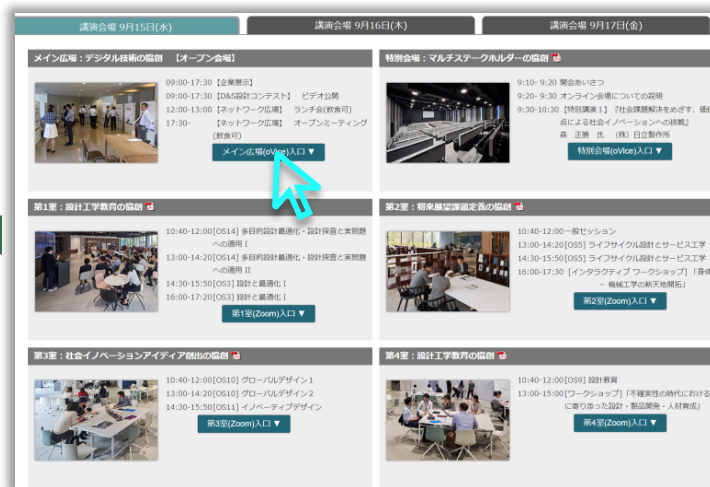 講演会場 9月15日(水)
講演会場 9月16日(木)
講演会場 9月17日(金)
メイン広場：デジタル技術の協創 【オープン会場】
09:00-17:30【企業展示】
09:00-17:30【D&S設計コンテスト】 ビデオ公開
12:00-13:00【ネットワーク広場】 ランチ会(飲食可)
17:30- 【ネットワーク広場】 オープンミーティング
(飲食可)
メイン広場(oVice)入口 ▼
特別会場：マルチステークホルダーの協創
9:10- 9:20 開会あいさつ
9:20- 9:30 オンライン会場についての説明
9:30-10:30【特別講演１】『社会課題解決をめざす、価値
点による社会イノベーションへの挑戦』
森 正勝 氏 (株) 日立製作所
特別会場(oVice)入口 ▼
第1室：設計工学教育の協創
10:40-12:00[OS14] 多目的設計最適化・設計探査と実問題
への適用 I
13:00-14:20[OS14] 多目的設計最適化・設計探査と実問題
への適用 II
14:30-15:50[OS3] 設計と最適化 I
16:00-17:20[OS3] 設計と最適化 I
第1室(Zoom)入口 ▼
第2室：将来展望課題定義の協創
10:40-12:00一般セッション
13:00-14:20[OS5] ライフサイクル設計とサービス工学
14:30-15:50[OS5] ライフサイクル設計とサービス工学
16:00-17:30 [インタラクティブ ワークショップ] 「身体
– 機械工学の新天地開拓」
第2室(Zoom)入口 ▼
第3室：社会イノベーションアイディア創出の協創
10:40-12:00[OS10] グローバルデザイン１
13:00-14:20[OS10] グローバルデザイン２
14:30-15:50[OS11] イノベーティブデザイン
第3室(Zoom)入口 ▼
第4室：設計工学教育の協創
10:40-12:00[OS9] 設計教育
13:00-15:00[ワークショップ]「不確実性の時代における
に寄り添った設計・製品開発・人材育成」
第4室(Zoom)入口 ▼